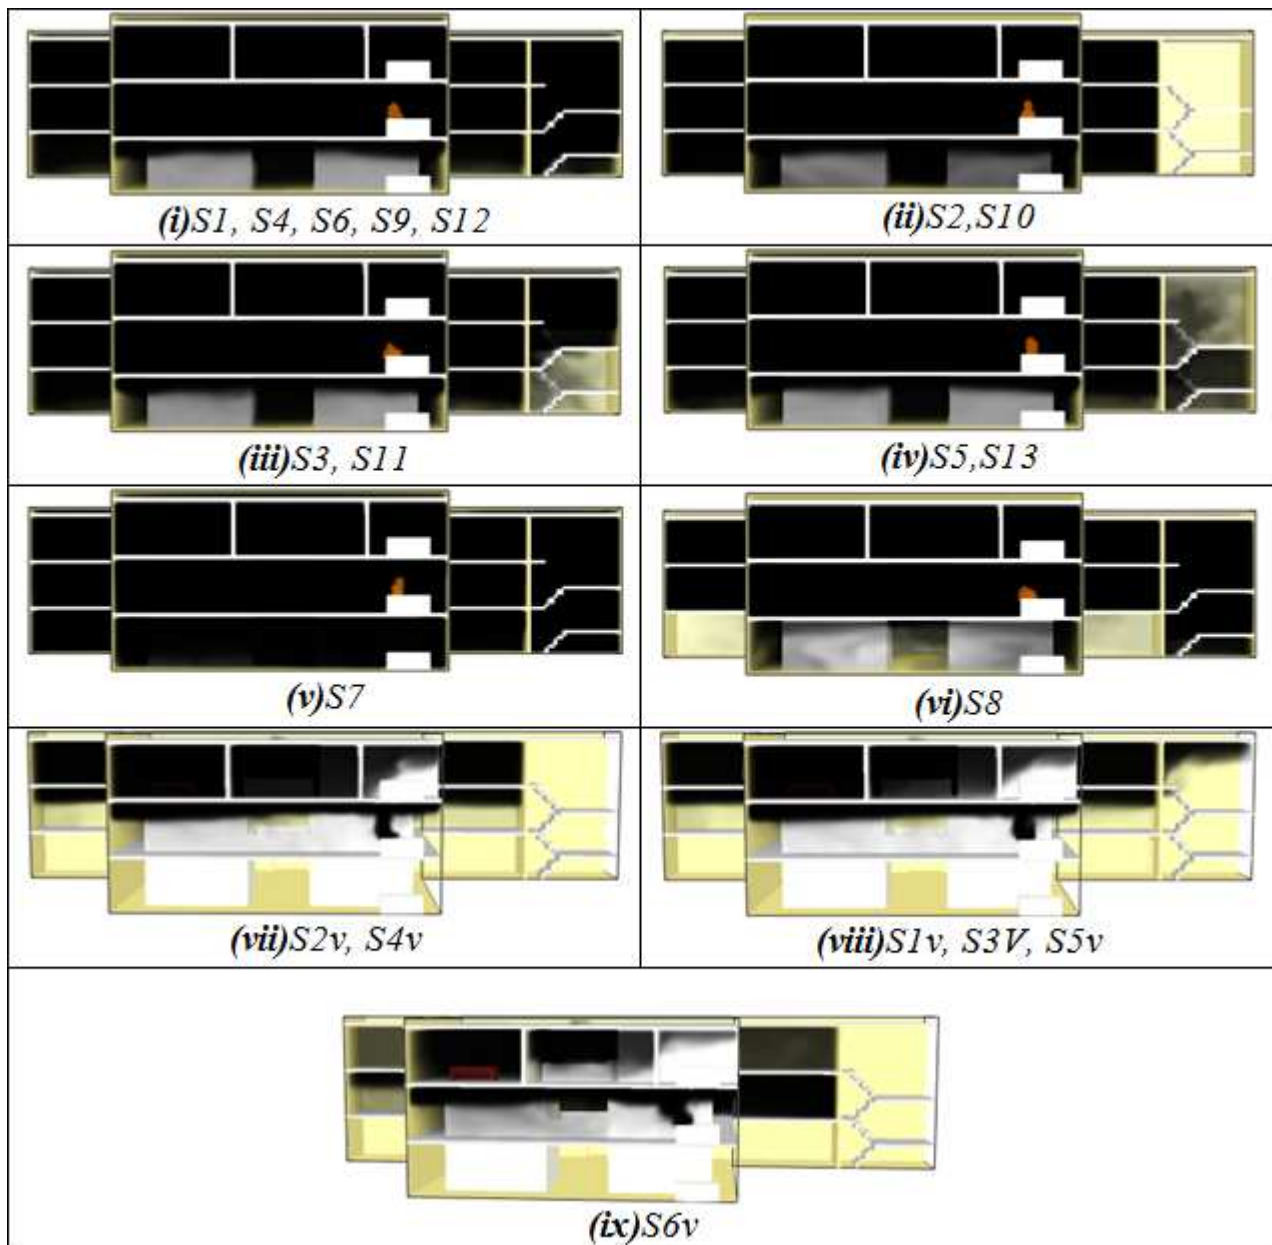 (i)S1, S4, S6, S9, S12
(ii)S2,S10
(iii)S3, S11
(iv)S5,S13
(v)S7
(vi)S8
(vii)S2v, S4v
(viii)S1v, S3V, S5v
(ix)S6v